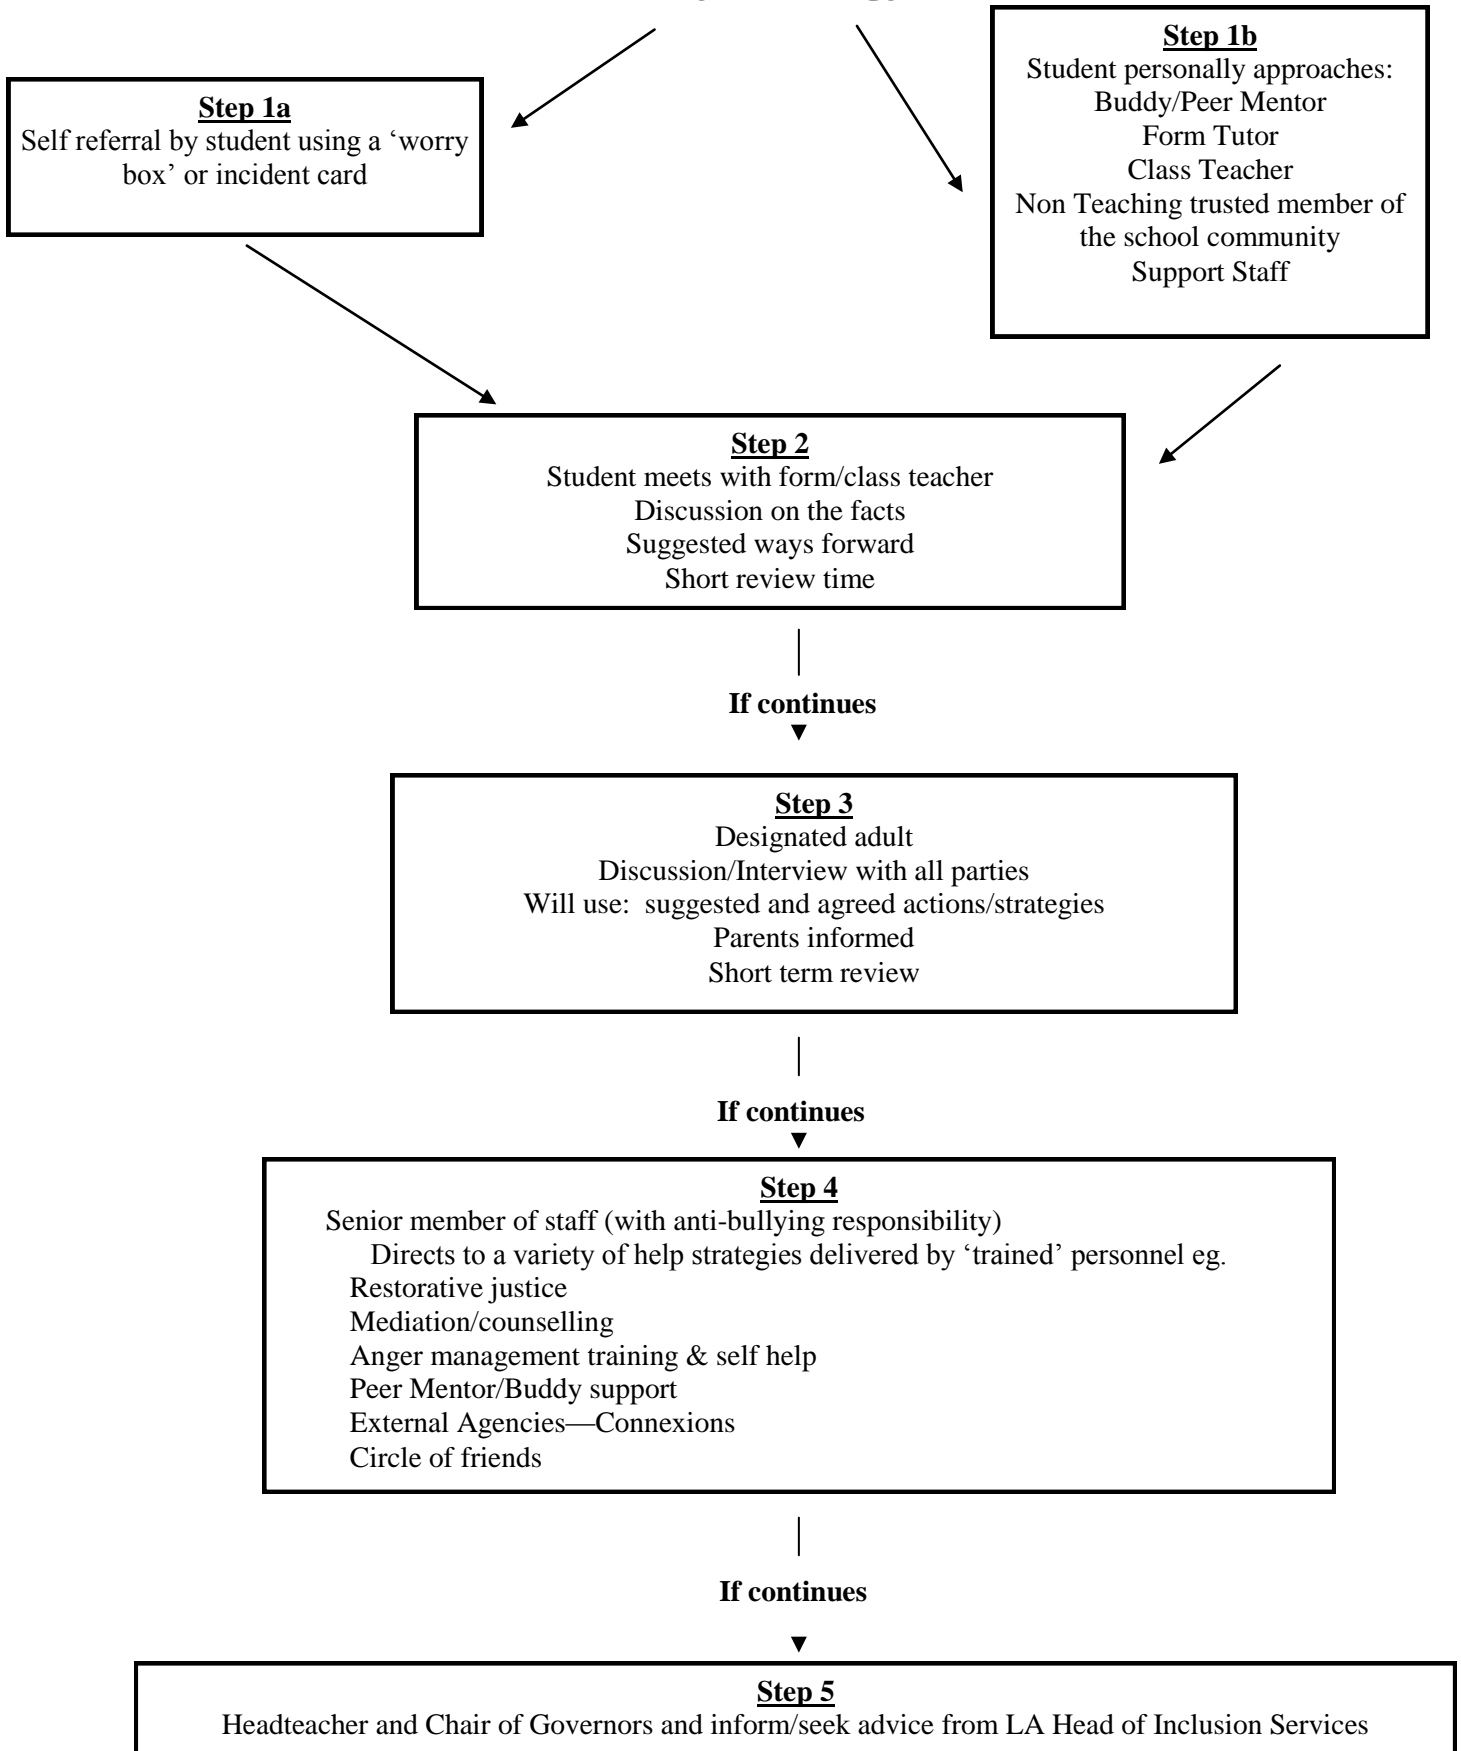 Step 1a
Self referral by student using a ‘worry
box’ or incident card
Step 1b
Student personally approaches:
Buddy/Peer Mentor
Form Tutor
Class Teacher
Non Teaching trusted member of
the school community
Support Staff
Step 2
Student meets with form/class teacher
Discussion on the facts
Suggested ways forward
Short review time
If continues
Step 3
Designated adult
Discussion/Interview with all parties
Will use:  suggested and agreed actions/strategies
Parents informed
Short term review
If continues
Step 4
Senior member of staff (with anti-bullying responsibility)
Directs to a variety of help strategies delivered by ‘trained’ personnel eg.
Restorative justice
Mediation/counselling
Anger management training & self help
Peer Mentor/Buddy support
External Agencies—Connexions
Circle of friends
If continues
Step 5
Headteacher and Chair of Governors and inform/seek advice from LA Head of Inclusion Services